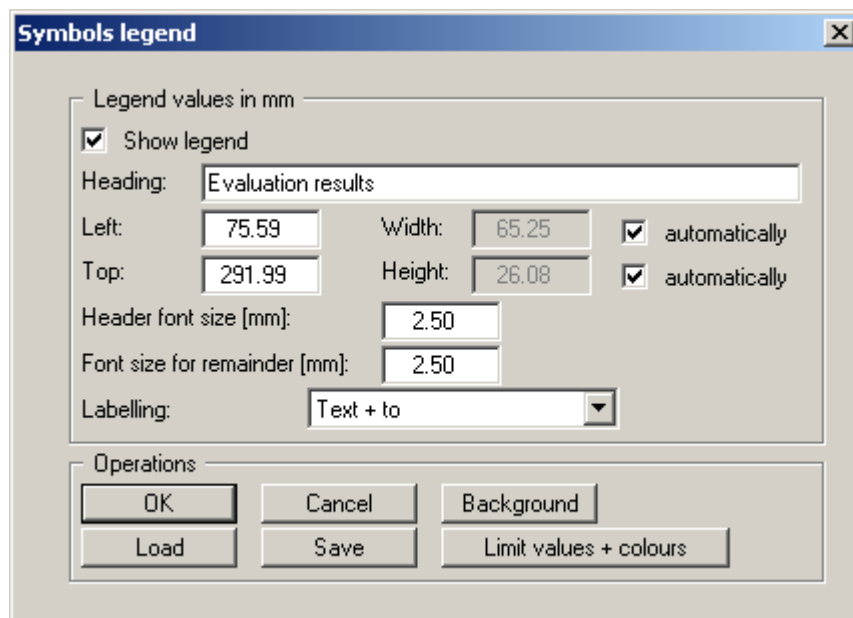 Symbols legend
Legend values in mm
Show legend
Heading: Evaluation results
Left: 75.59 Width: 65.25 automatically
Top: 291.99 Height: 26.08 automatically
Header font size [mm]: 2.50
Font size for remainder [mm]: 2.50
Labelling: Text + to
Operations
OK Cancel Background
Load Save Limit values + colours